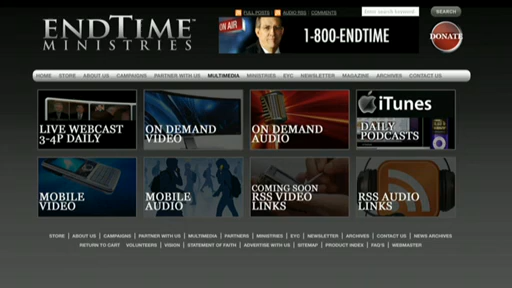 ENDTIME
MINISTRIES
FULL POSTS | AUDIO RSS | COMMENTS
Enter search keyword
SEARCH
ON AIR
1-800-ENDTIME
DONATE
HOME STORE ABOUT US CAMPAIGNS PARTNER WITH US MULTIMEDIA MINISTRIES EYC NEWSLETTER MAGAZINE ARCHIVES CONTACT US
LIVE WEBCAST
3-4P DAILY
ON DEMAND
VIDEO
ON DEMAND
AUDIO
iTunes
DAILY
PODCASTS
MOBILE
VIDEO
MOBILE
AUDIO
COMING SOON
RSS VIDEO
LINKS
RSS AUDIO
LINKS
STORE | ABOUT US | CAMPAIGNS | PARTNER WITH US | MULTIMEDIA | PARTNERS | MINISTRIES | EYC | NEWSLETTER | ARCHIVES | CONTACT US | NEWS ARCHIVES
RETURN TO CART VOLUNTEERS | VISION | STATEMENT OF FAITH | ADVERTISE WITH US | SITEMAP | PRODUCT INDEX | FAQ'S | WEBMASTER